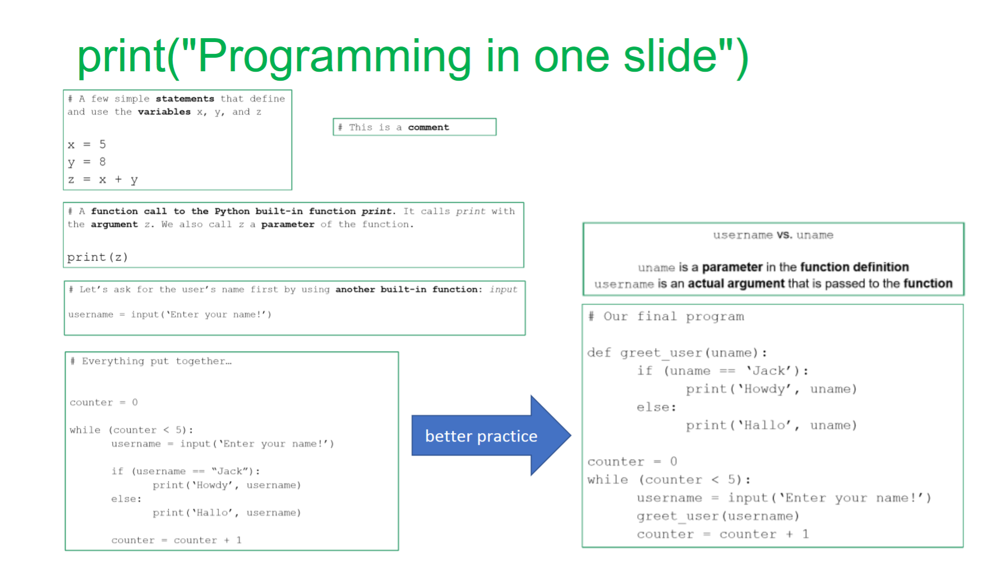 print("Programming in one slide")
# A few simple statements that define
and use the variables x, y, and z
x = 5
y = 8
z = x + y
# This is a comment
# A function call to the Python built-in function print. It calls print with
the argument z. We also call z a parameter of the function.
print(z)
# Let’s ask for the user’s name first by using another built-in function: input
username = input(‘Enter your name!’)
# Everything put together…
counter = 0
while (counter < 5):
username = input(‘Enter your name!’)
if (username == “Jack”):
print(‘Howdy’, username)
else:
print(‘Hallo’, username)
counter = counter + 1
better practice
username vs. uname
uname is a parameter in the function definition
username is an actual argument that is passed to the function
# Our final program
def greet_user(uname):
if (uname == ‘Jack’):
print(‘Howdy’, uname)
else:
print(‘Hallo’, uname)
counter = 0
while (counter < 5):
username = input(‘Enter your name!’)
greet_user(username)
counter = counter + 1